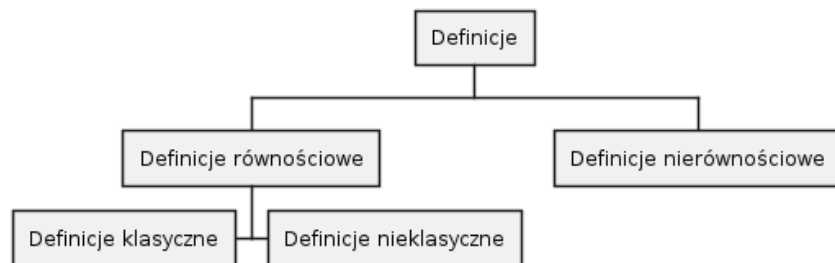 Definicje
Definicje równościowe
Definicje nierównościowe
Definicje klasyczne
Definicje nieklasyczne